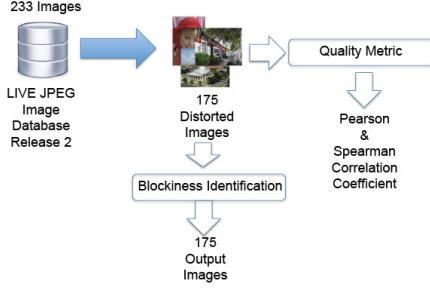 233 Images
LIVE JPEG
Image
Database
Release 2
175
Distorted
Images
Quality Metric
Pearson
&
Spearman
Correlation
Coefficient
Blockiness Identification
175
Output
Images